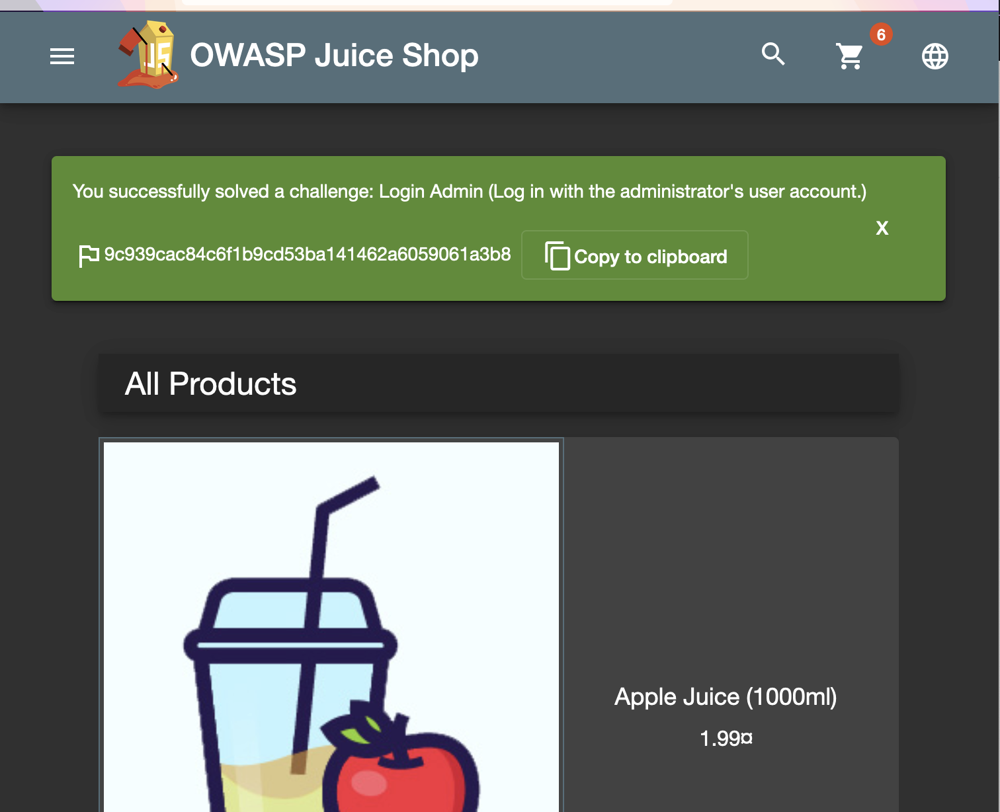 OWASP Juice Shop
6
You successfully solved a challenge: Login Admin (Log in with the administrator's user account.)
X
9c939cac84c6f1b9cd53ba141462a6059061a3b8 Copy to clipboard
All Products
Apple Juice (1000ml)
1.99¤